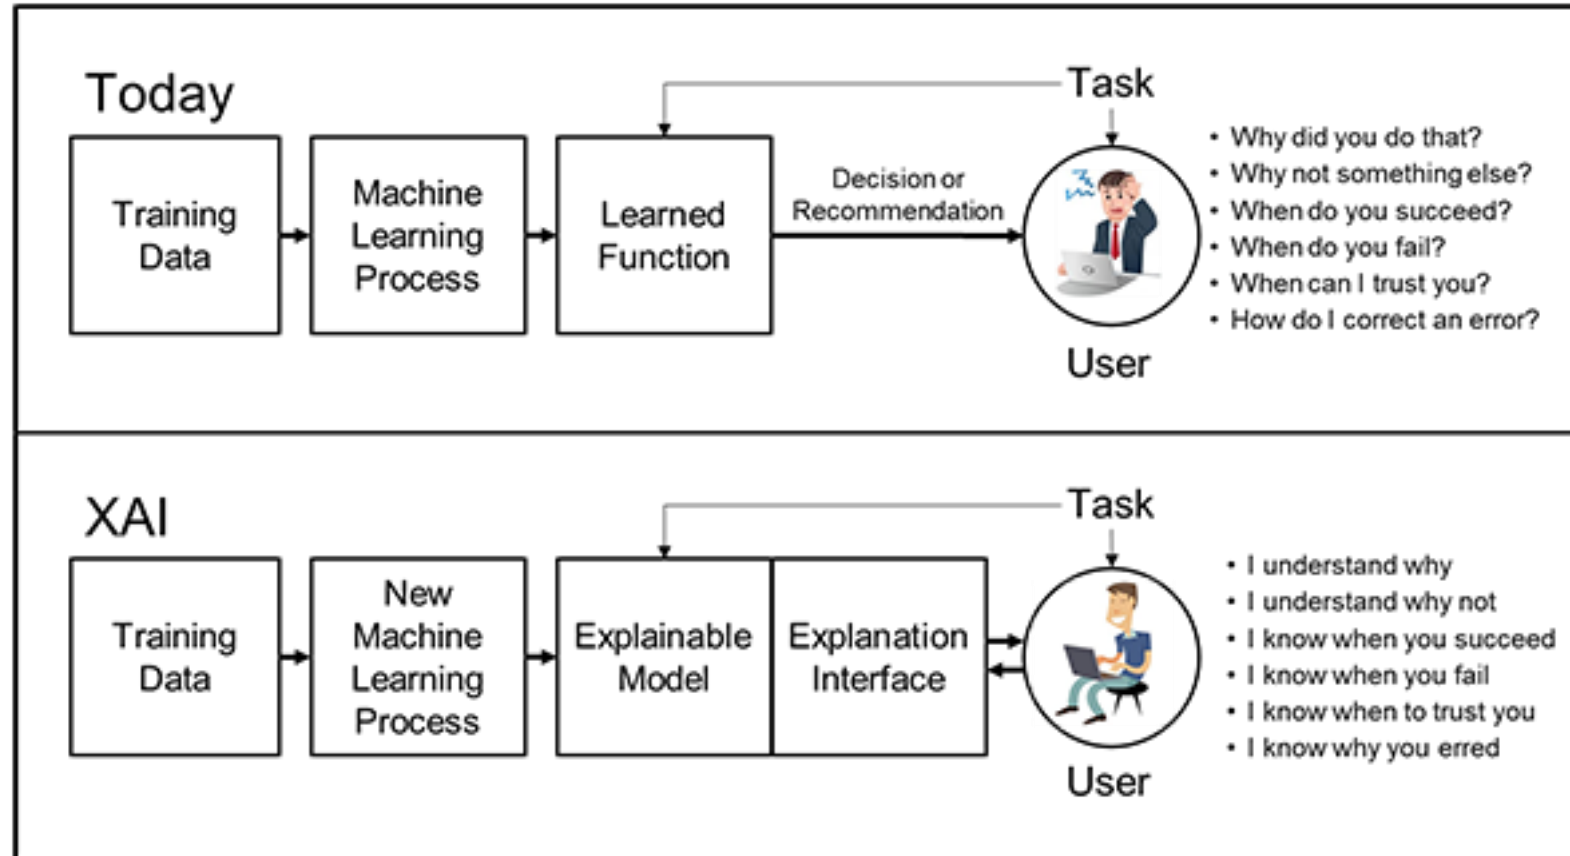 Today
Task
Training
Data
Machine
Learning
Process
Learned
Function
Decision or
Recommendation
User
• Why did you do that?
• Why not something else?
• When do you succeed?
• When do you fail?
• When can I trust you?
• How do I correct an error?
XAI
Task
Training
Data
New
Machine
Learning
Process
Explainable
Model
Explanation
Interface
User
• I understand why
• I understand why not
• I know when you succeed
• I know when you fail
• I know when to trust you
• I know why you erred